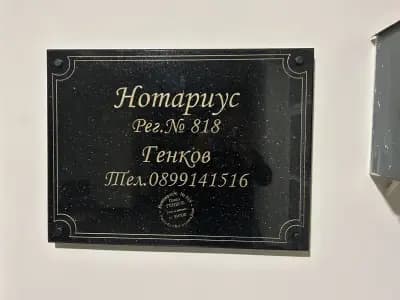 Нотариус
Рег.№ 818
Генков
Тел.0899141516